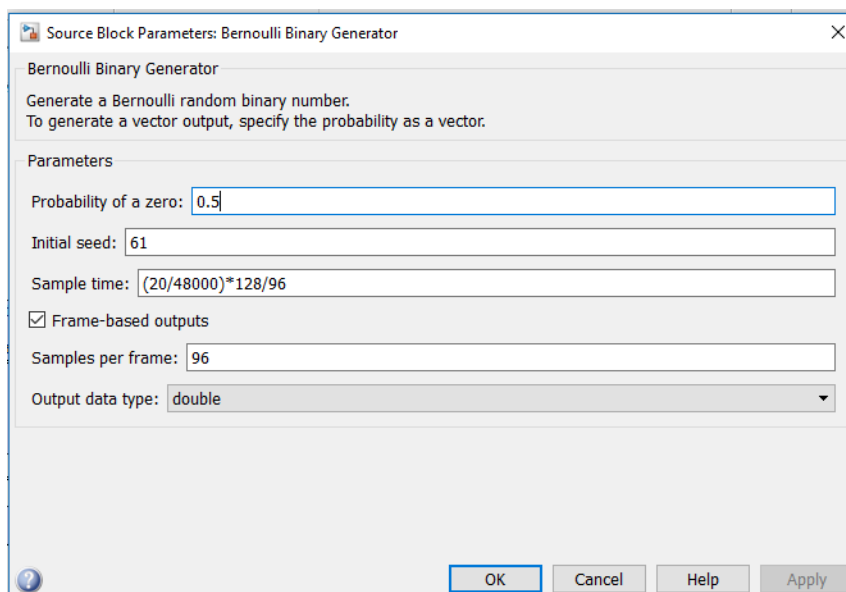 Source Block Parameters: Bernoulli Binary Generator
Bernoulli Binary Generator
Generate a Bernoulli random binary number.
To generate a vector output, specify the probability as a vector.
Parameters
Probability of a zero: 0.5
Initial seed: 61
Sample time: (20/48000)*128/96
Frame-based outputs
Samples per frame: 96
Output data type: double
OK Cancel Help Apply